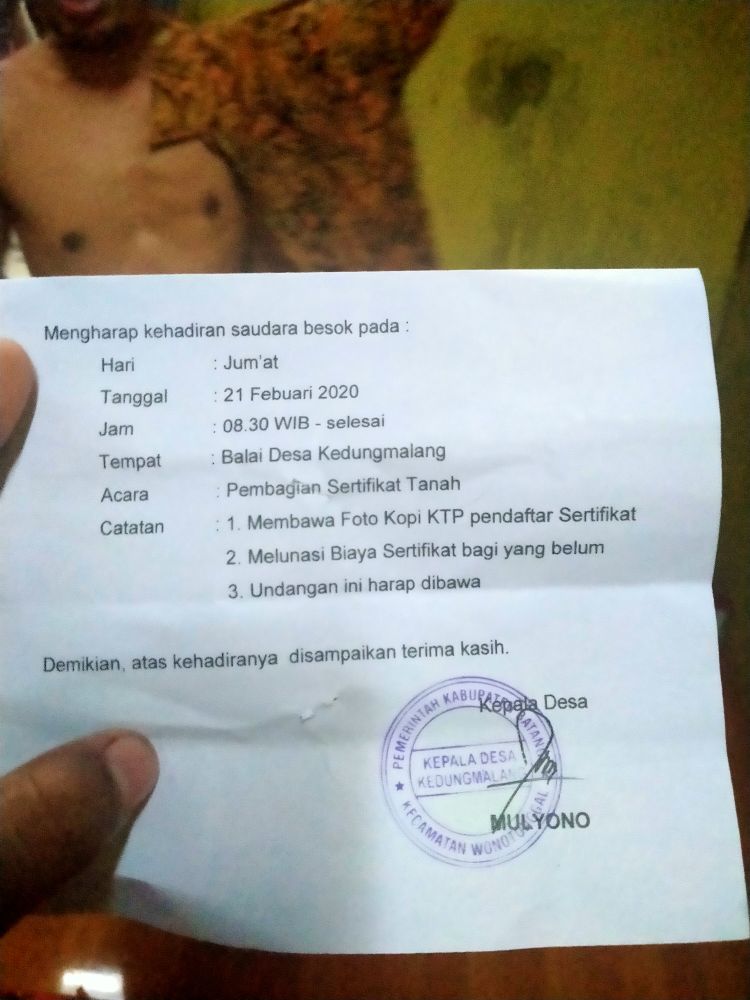 Mengharap kehadiran saudara besok pada :
Hari : Jum'at
Tanggal : 21 Febuari 2020
Jam : 08.30 WIB - selesai
Tempat : Balai Desa Kedungmalang
Acara : Pembagian Sertifikat Tanah
Catatan : 1. Membawa Foto Kopi KTP pendaftar Sertifikat
2. Melunasi Biaya Sertifikat bagi yang belum
3. Undangan ini harap dibawa
Demikian, atas kehadiranya disampaikan terima kasih.
Kepala Desa
PEMERINTAH KABUPATEN BATANG
KEPALA DESA
KEDUNGMALANG
KECAMATAN WONOTUNGGAL
MULYONO